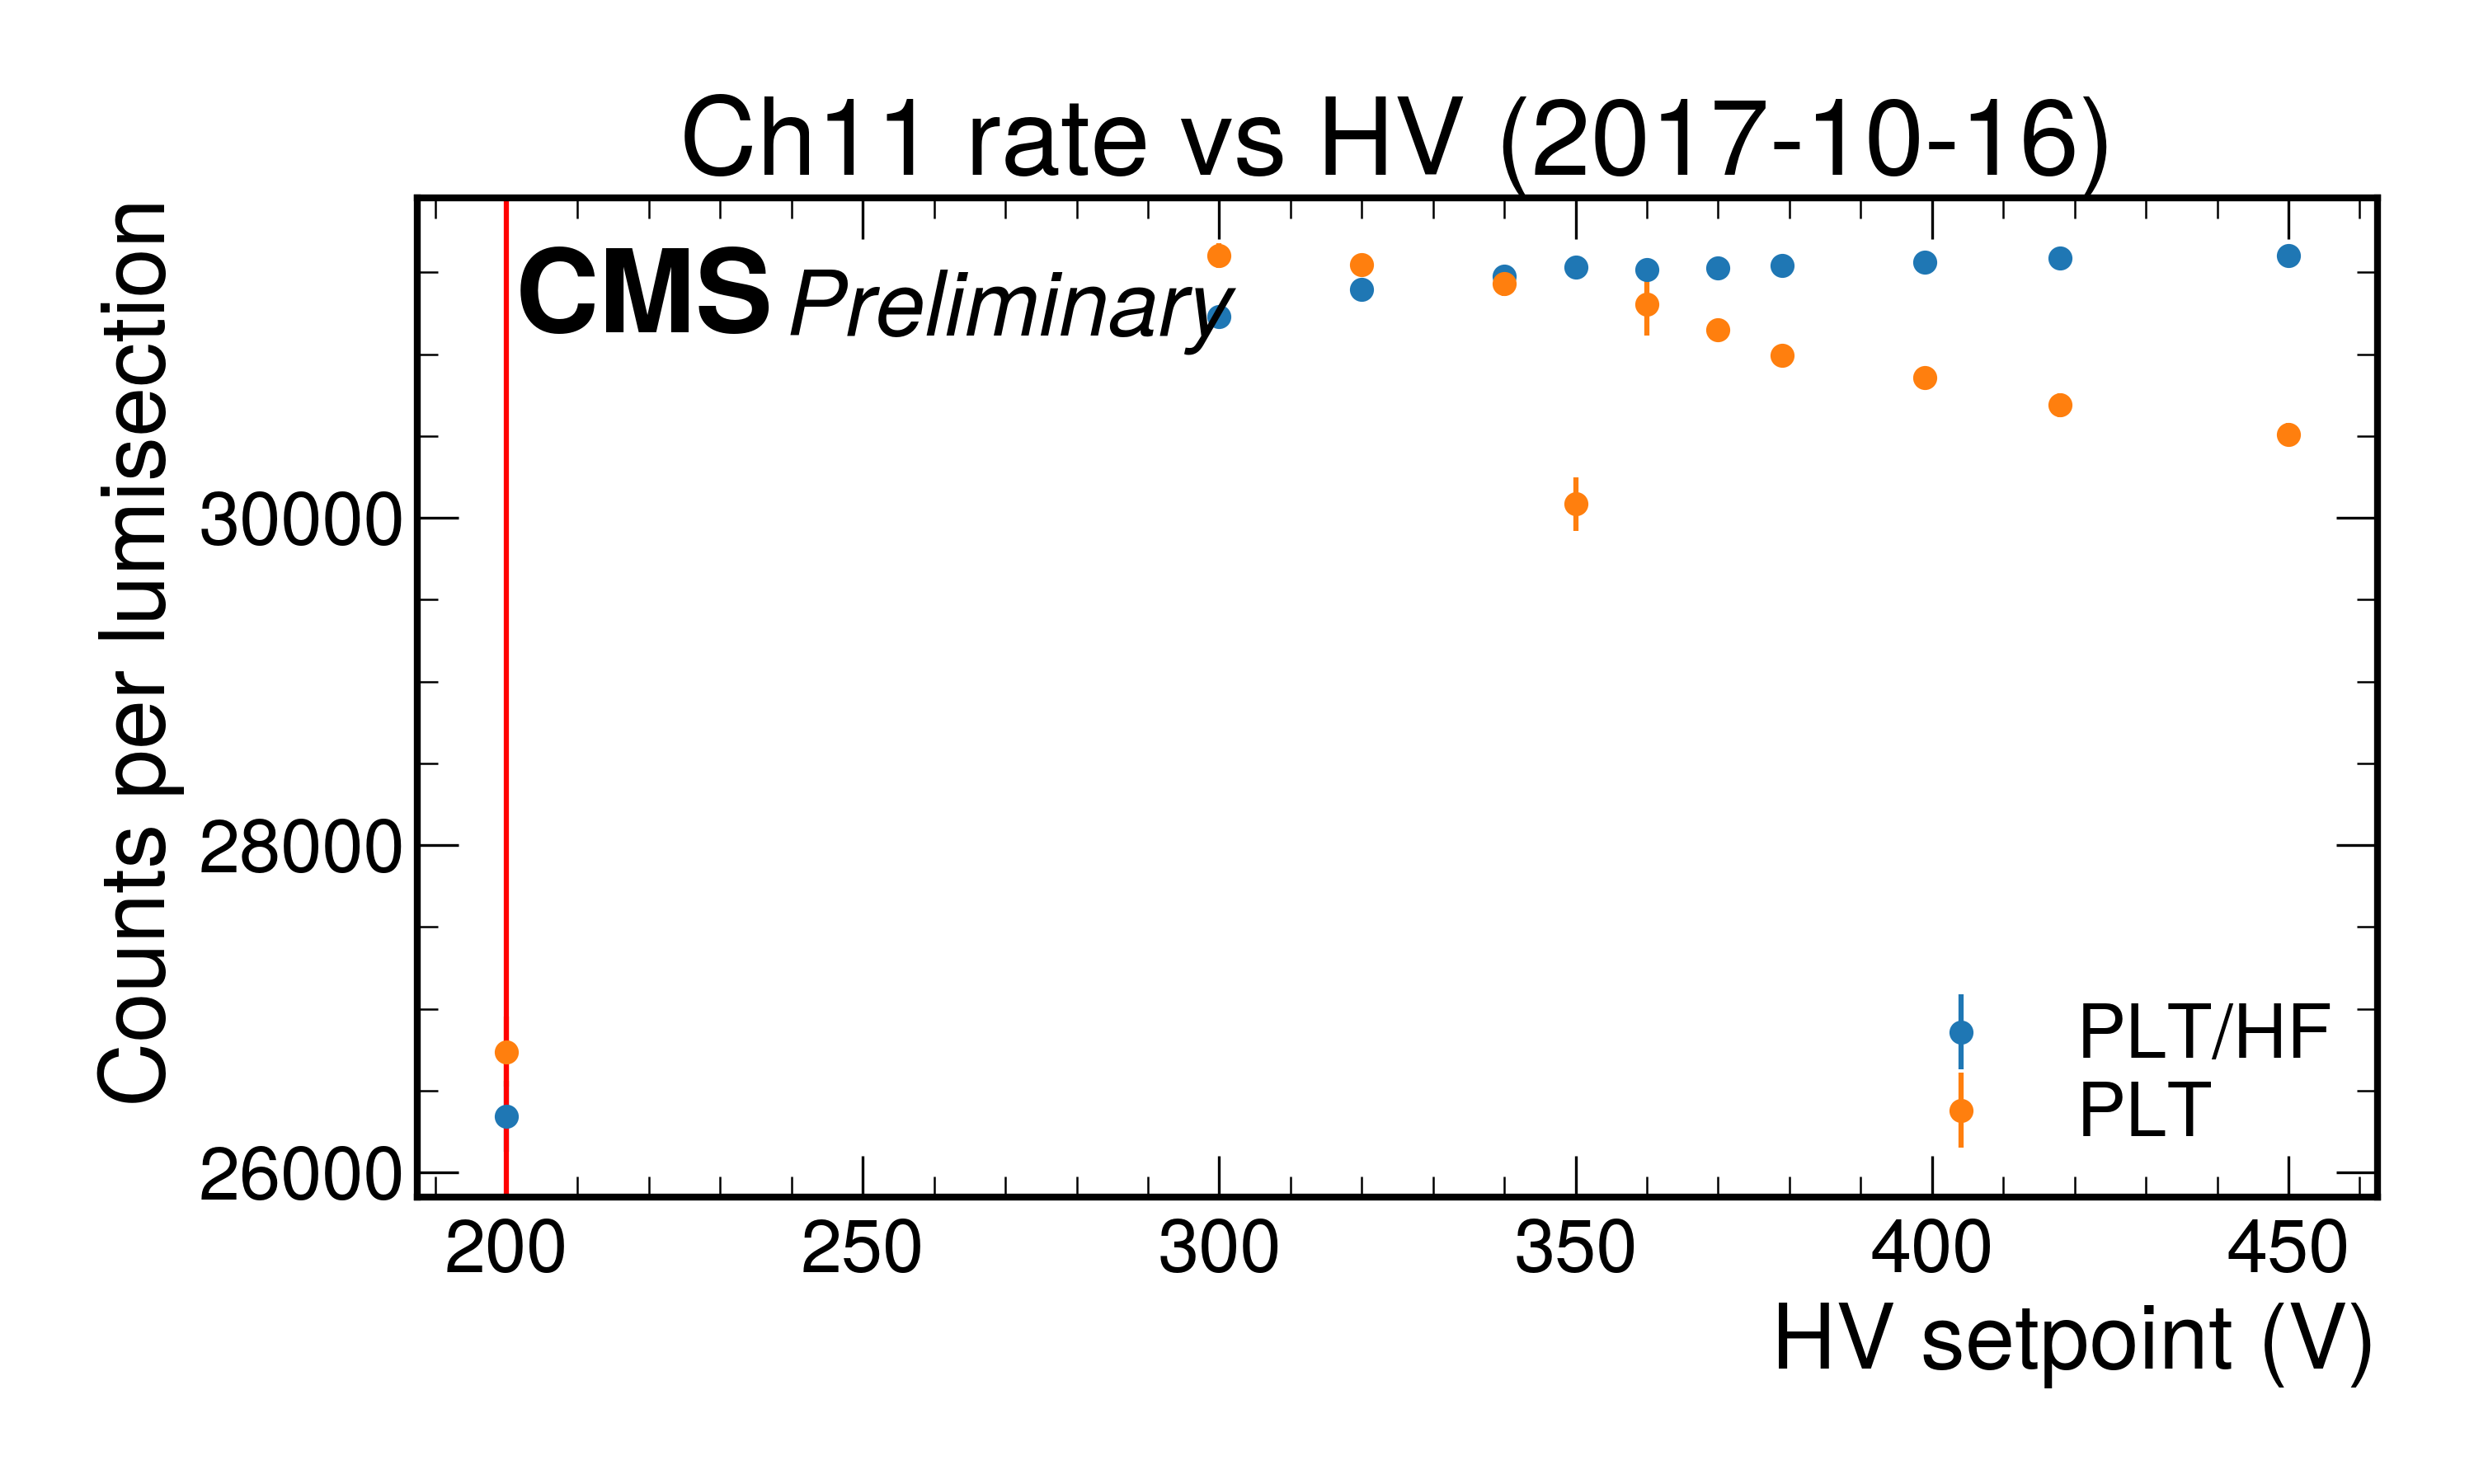 Ch11 rate vs HV (2017-10-16)
CMS Preliminary
Counts per lumisection
30000
28000
26000
PLT/HF
PLT
200 250 300 350 400 450
HV setpoint (V)